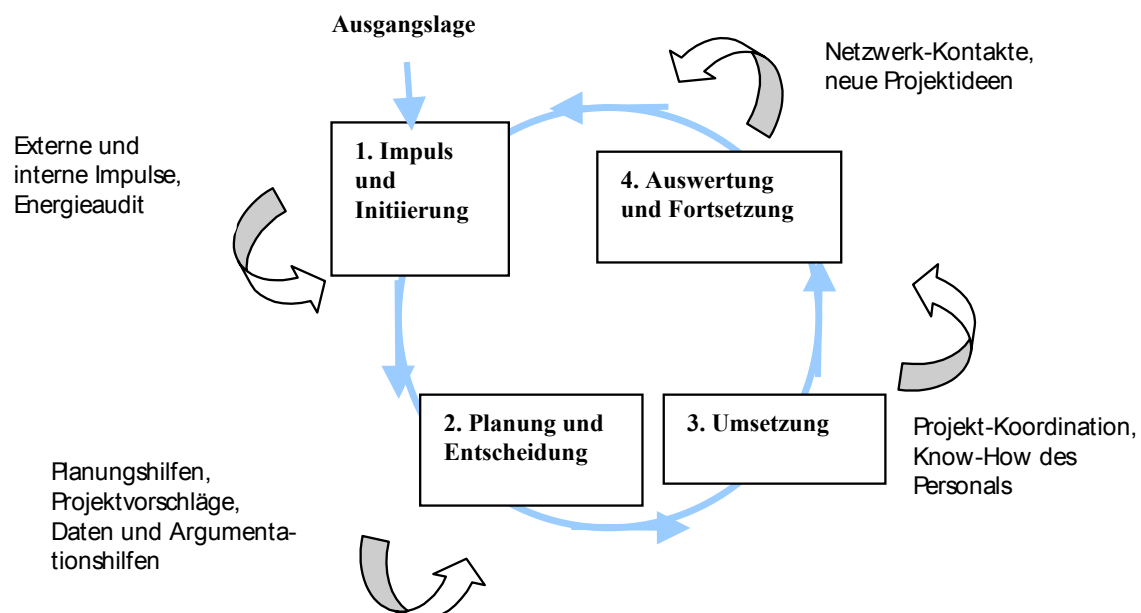 Ausgangslage
Netzwerk-Kontakte,
neue Projektideen
Externe und
interne Impulse,
Energieaudit
1. Impuls
und
Initiierung
4. Auswertung
und Fortsetzung
2. Planung und
Entscheidung
3. Umsetzung
Projekt-Koordination,
Know-How des
Personals
Planungshilfen,
Projektvorschläge,
Daten und Argumenta-
tionshilfen